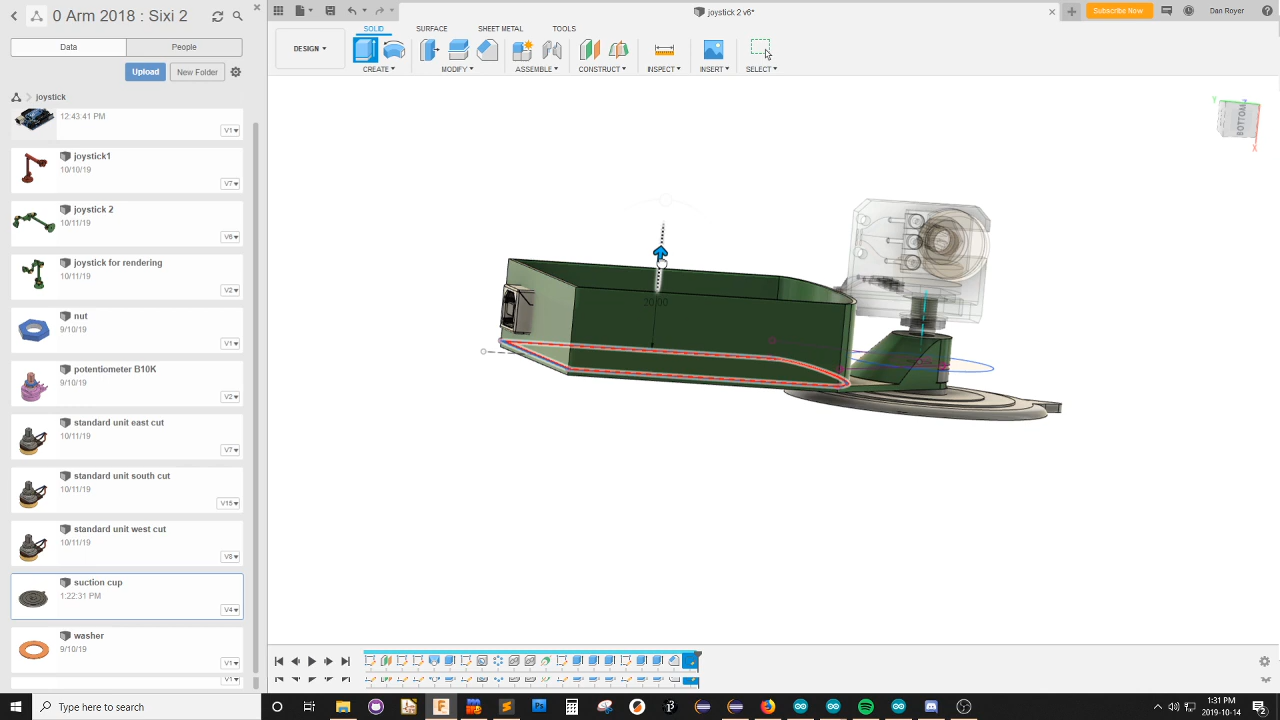 0 Arm 2018 : Sixi 2
joystick 2 v6*
Subscribe Now
Dan Royer
Data
People
Upload
New Folder
joystick
12:43:41 PM
V1
joystick1
10/10/19
V7
joystick 2
10/11/19
V6
joystick for rendering
10/11/19
V2
nut
9/10/19
V1
potentiometer B10K
9/10/19
V2
standard unit east cut
10/11/19
V7
standard unit south cut
10/11/19
V15
standard unit west cut
10/11/19
V8
suction cup
1:22:31 PM
V4
washer
9/10/19
V1
DESIGN
SOLID
SURFACE
SHEET METAL
TOOLS
CREATE
MODIFY
ASSEMBLE
CONSTRUCT
INSPECT
INSERT
SELECT
Y
BOTTOM
X
20.00
Type here to search
1:31 PM
2019-10-14